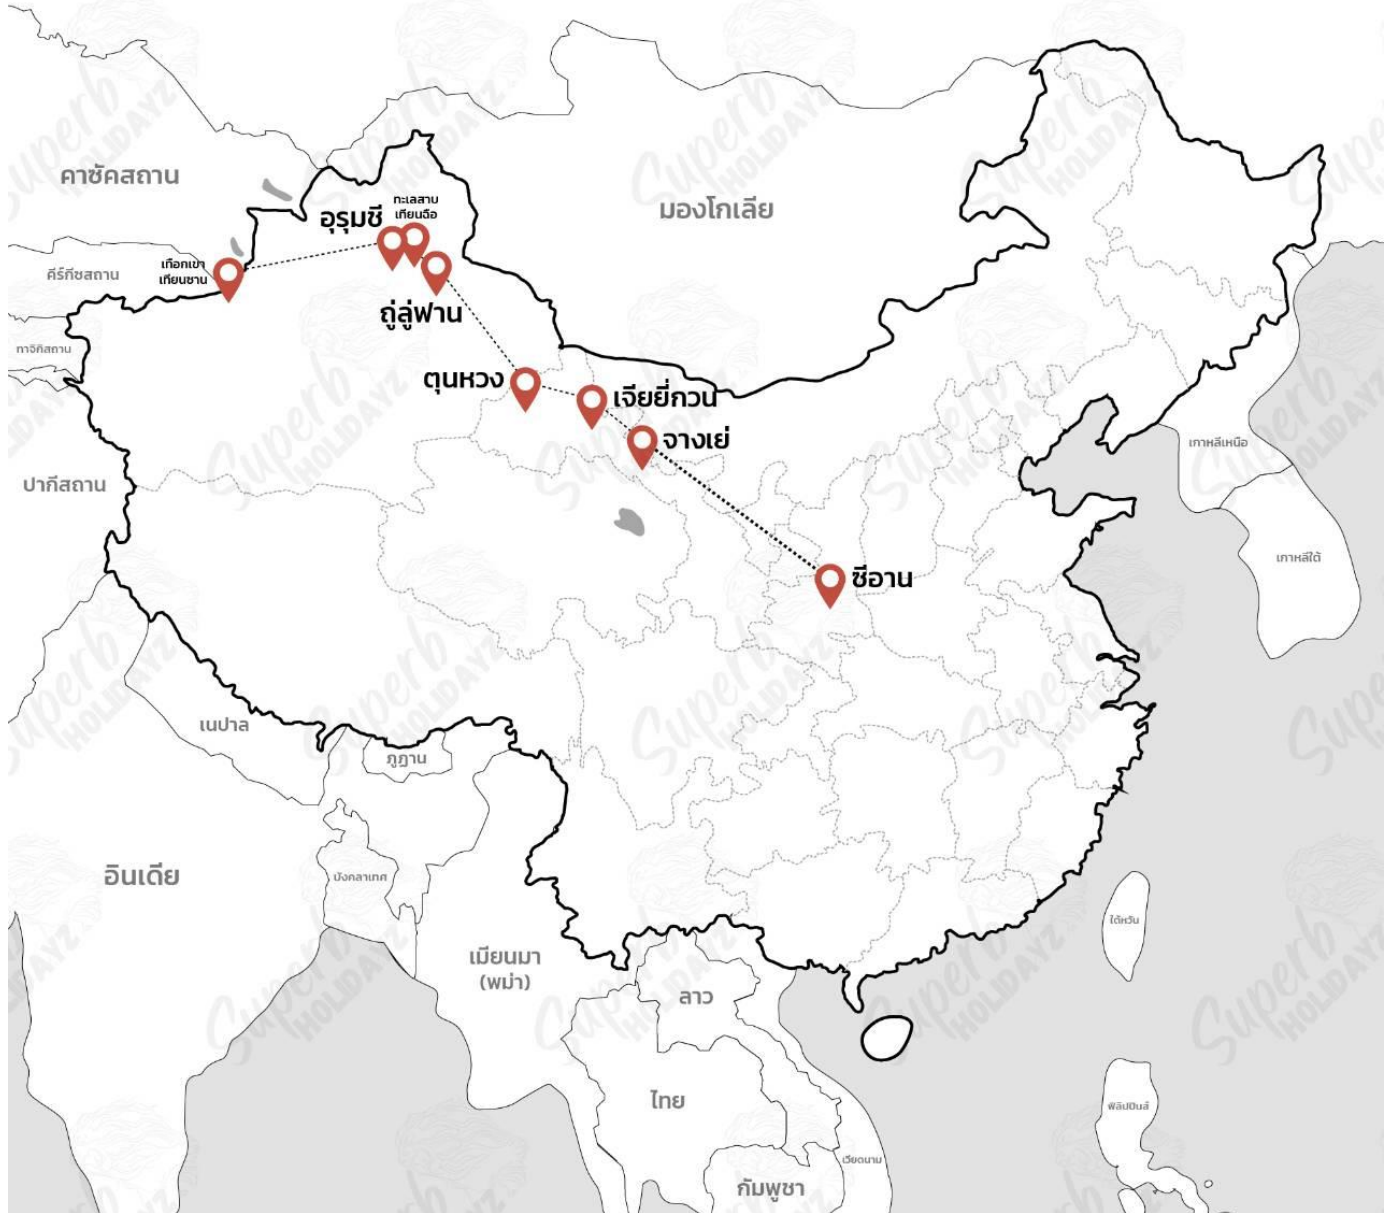 คาซัคสถาน
มองโกเลีย
ทะเลสาบ
เทียนฉือ
อุรุมชี
เทือกเขา
เทียนซาน
คีร์กีซสถาน
ถู่ลู่ฟาน
ทาจิกิสถาน
ตุนหวง
เจียยี่กวน
จางเย่
เกาหลีเหนือ
ปากีสถาน
เกาหลีใต้
ซีอาน
เนปาล
ภูฏาน
อินเดีย
บังคลาเทศ
ไต้หวัน
เมียนมา
(พม่า)
ลาว
ไทย
ฟิลิปปินส์
เวียดนาม
กัมพูชา
Superb
HOLIDAYZ